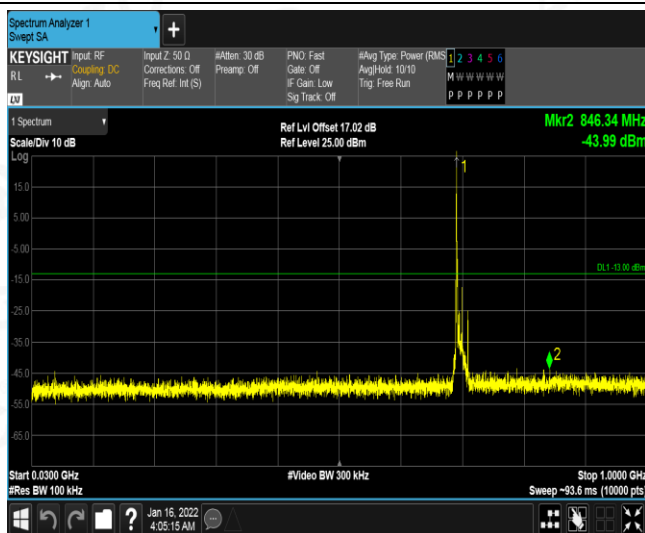 Spectrum Analyzer 1
Swept SA
+
KEYSIGHT Input: RF Input Z: 50 Ω #Atten: 30 dB PNO: Fast #Avg Type: Power (RMS 1 2 3 4 5 6
RL Coupling: DC Corrections: Off Preamp: Off Gate: Off Avg|Hold: 10/10 M W W W W W
Align: Auto Freq Ref: Int (S) IF Gain: Low Trig: Free Run
Sig Track: Off P P P P P P
LXI
1 Spectrum Ref Lvl Offset 17.02 dB Mkr2 846.34 MHz
Scale/Div 10 dB Ref Level 25.00 dBm -43.99 dBm
Log
1
15.0
5.00
-5.00
DL1 -13.00 dBm
-15.0
-25.0
-35.0
2
-45.0
-55.0
-65.0
Start 0.0300 GHz #Video BW 300 kHz Stop 1.0000 GHz
#Res BW 100 kHz Sweep ~93.6 ms (10000 pts)
? Jan 16, 2022
4:05:15 AM